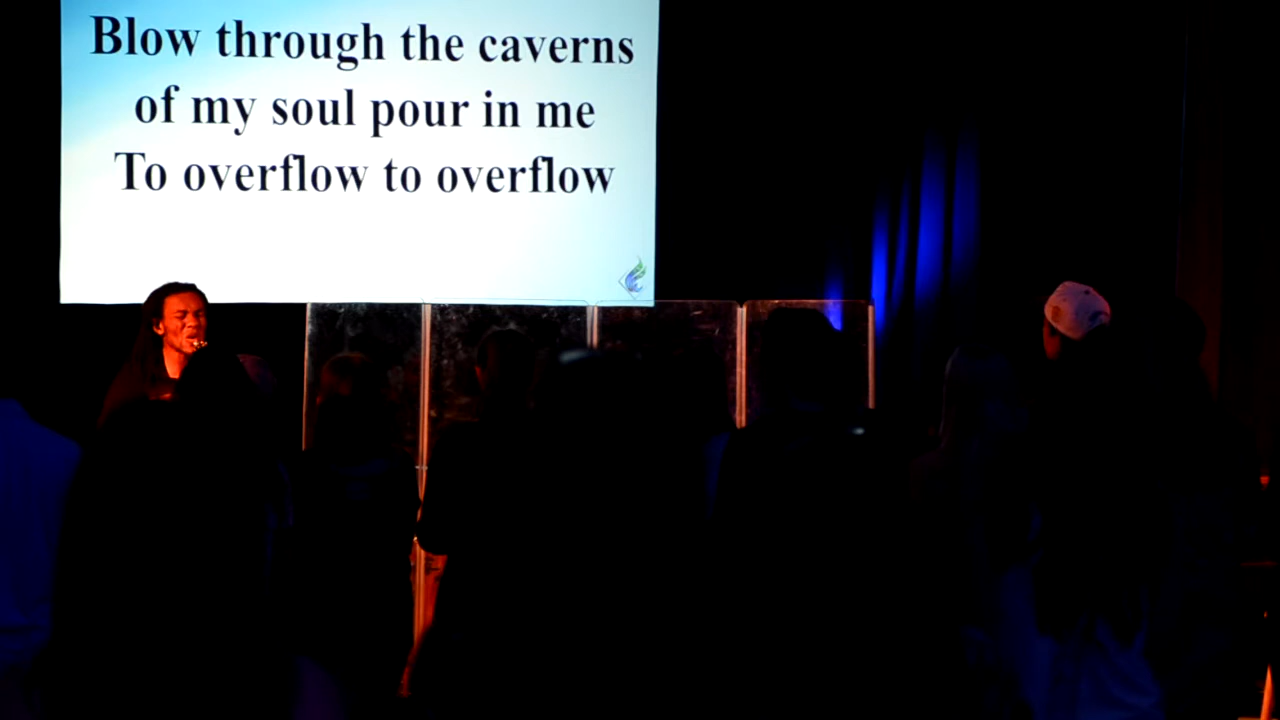 Blow through the caverns
of my soul pour in me
To overflow to overflow